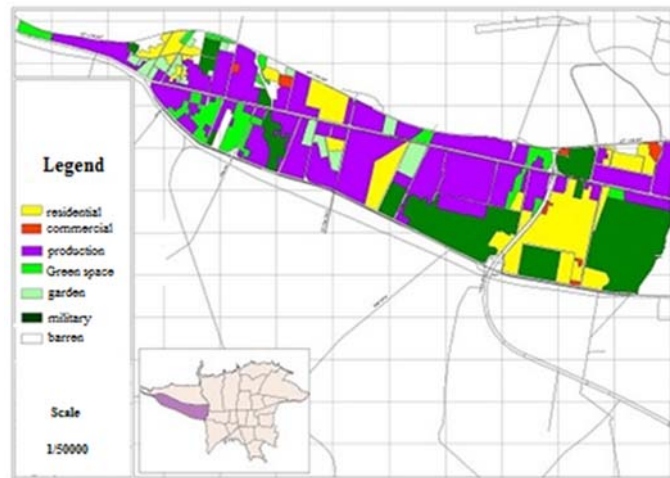 Legend
residential
commercial
production
Green space
garden
military
barren
Scale
1/50000